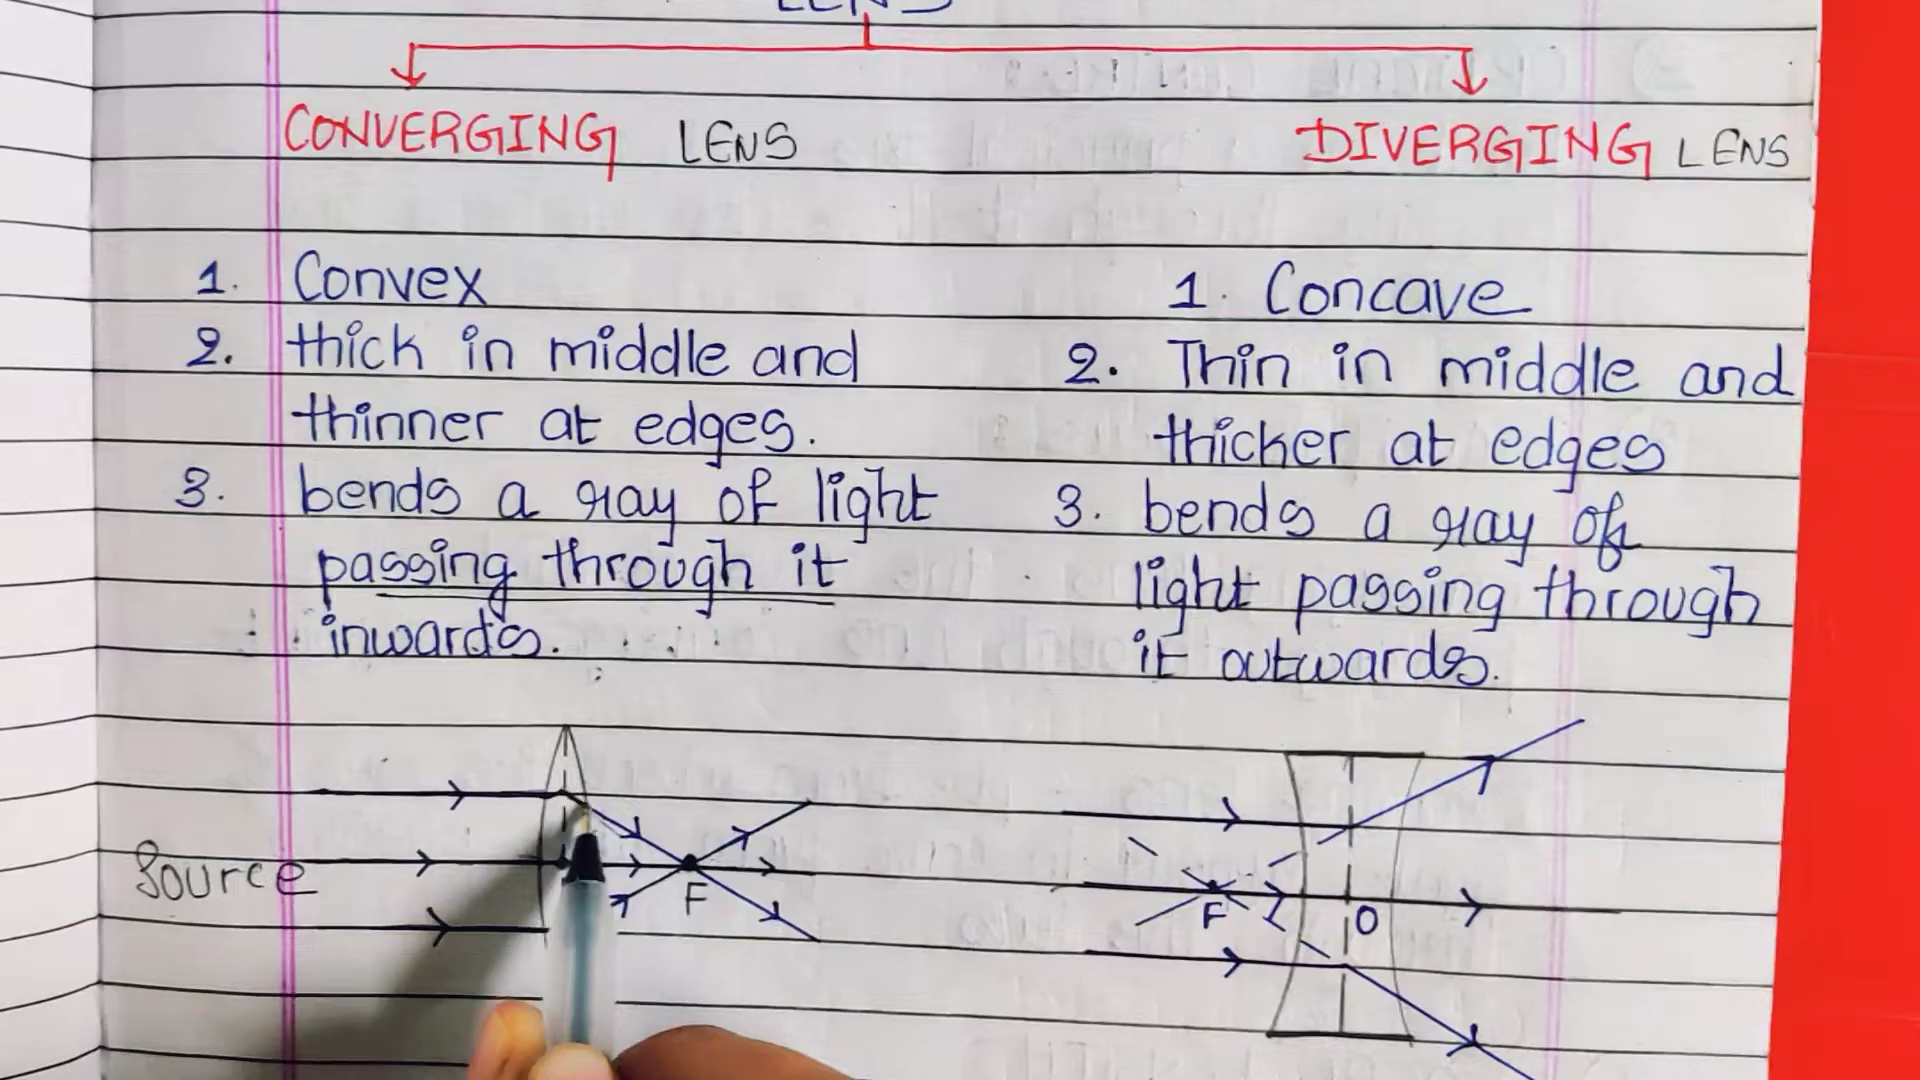 LENS
CONVERGING LENS
DIVERGING LENS
1. Convex
2. thick in middle and
thinner at edges.
3. bends a ray of light
passing through it
inwards.
1. Concave
2. Thin in middle and
thicker at edges
3. bends a ray of
light passing through
it outwards.
Source
F
F
O